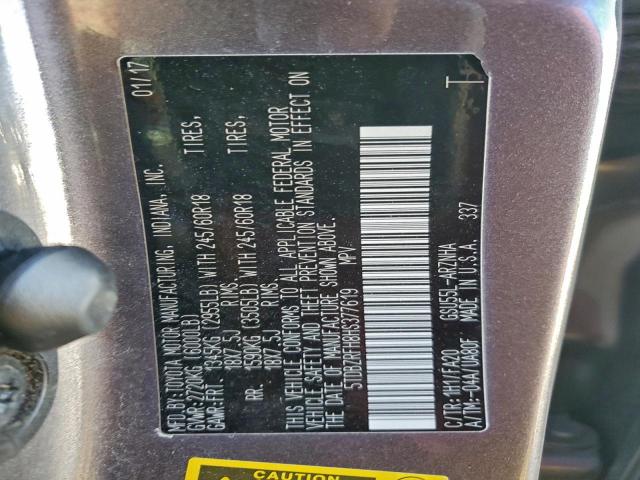 MFD.BY:TOYOTA MOTOR MANUFACTURING, INDIANA, INC. 01/17
GVWR:2720KG(6000LB)
GAWR:FRT. 1345KG (2955LB) WITH 245/60R18 TIRES,
18X7.5J RIMS,
RR. 1590KG (3505LB) WITH 245/60R18 TIRES,
18X7.5J RIMS
THIS VEHICLE CONFORMS TO ALL APPLICABLE FEDERAL MOTOR
VEHICLE SAFETY AND THEFT PREVENTION STANDARDS IN EFFECT ON
THE DATE OF MANUFACTURE SHOWN ABOVE.
5TDBZRFH8HS377619 MPV
T
C/TR:1H1/FA20 GSU55L-ARZNHA
A/TM:-04A/UA80F MADE IN U.S.A. 337
CAUTION